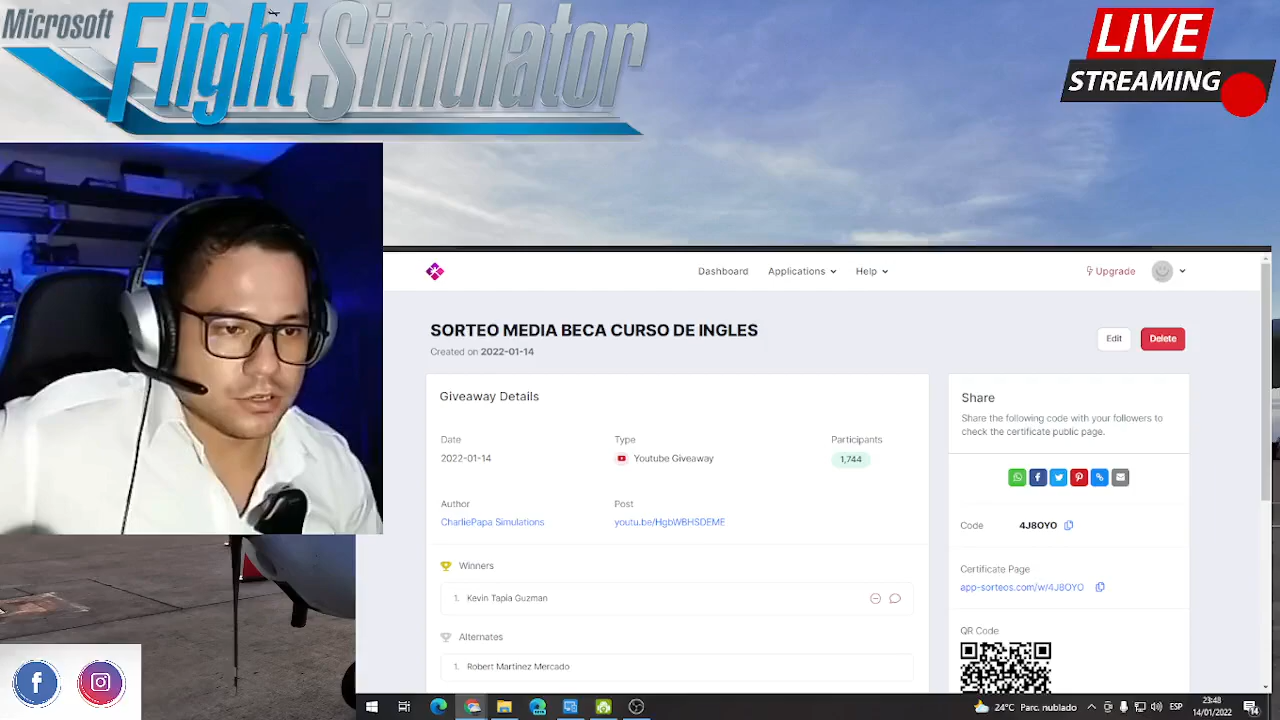 Microsoft
Flight Simulator
LIVE
STREAMING
Dashboard Applications Help Upgrade
SORTEO MEDIA BECA CURSO DE INGLES
Created on 2022-01-14
Edit Delete
Giveaway Details
Date Type Participants
2022-01-14 Youtube Giveaway 1,744
Author Post
CharliePapa Simulations youtu.be/HgbWBHSDEME
Winners
1. Kevin Tapia Guzman
Alternates
1. Robert Martinez Mercado
Share
Share the following code with your followers to
check the certificate public page.
Code 4J8OYO
Certificate Page
app-sorteos.com/w/4J8OYO
QR Code
24°C Parc. nublado ESP 23:48
14/01/2022